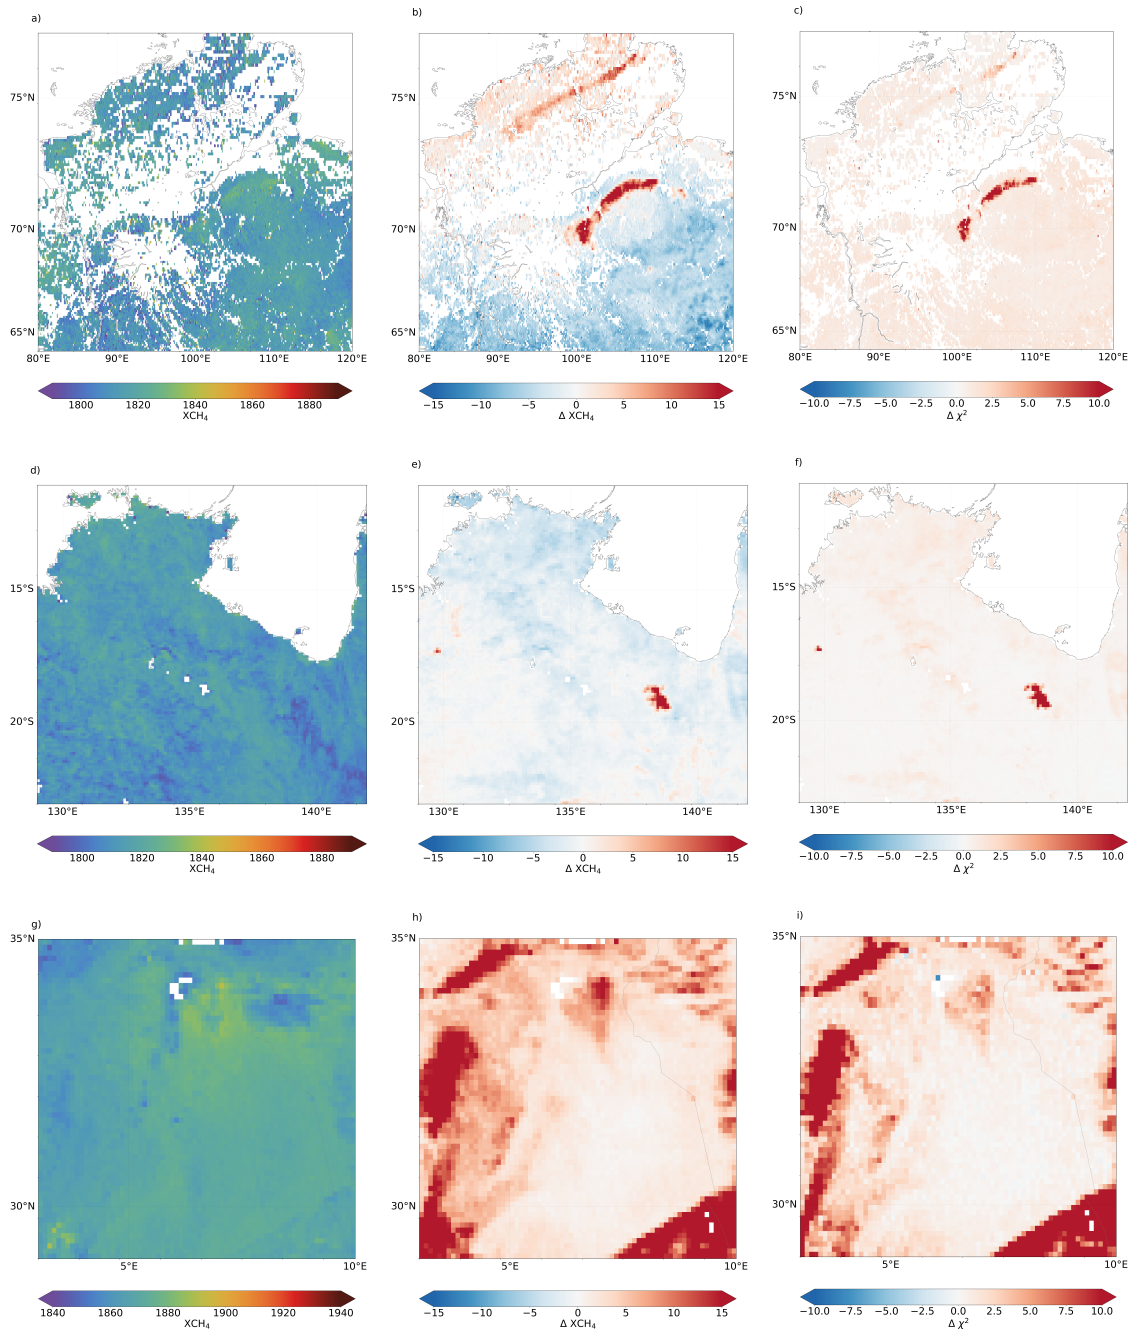 a)
b)
c)
75°N
75°N
75°N
70°N
70°N
70°N
65°N
65°N
65°N
80°E 90°E 100°E 110°E 120°E
80°E 90°E 100°E 110°E 120°E
80°E 90°E 100°E 110°E 120°E
1800 1820 1840 1860 1880
XCH₄
−15 −10 −5 0 5 10 15
Δ XCH₄
−10.0 −7.5 −5.0 −2.5 0.0 2.5 5.0 7.5 10.0
Δ χ²
d)
e)
f)
15°S
15°S
15°S
20°S
20°S
20°S
130°E 135°E 140°E
130°E 135°E 140°E
130°E 135°E 140°E
1800 1820 1840 1860 1880
XCH₄
−15 −10 −5 0 5 10 15
Δ XCH₄
−10.0 −7.5 −5.0 −2.5 0.0 2.5 5.0 7.5 10.0
Δ χ²
g)
h)
i)
35°N
35°N
35°N
30°N
30°N
30°N
5°E 10°E
5°E 10°E
5°E 10°E
1840 1860 1880 1900 1920 1940
XCH₄
−15 −10 −5 0 5 10 15
Δ XCH₄
−10.0 −7.5 −5.0 −2.5 0.0 2.5 5.0 7.5 10.0
Δ χ²